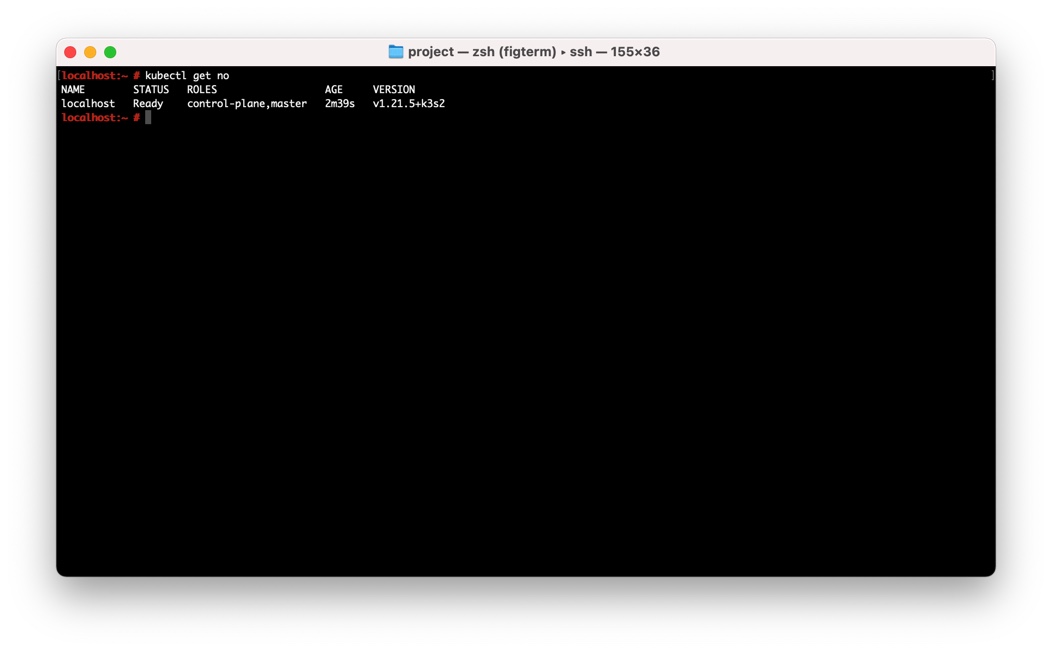 project — zsh (figterm) ▸ ssh — 155×36
[localhost:~ # kubectl get no ]
NAME STATUS ROLES AGE VERSION
localhost Ready control-plane,master 2m39s v1.21.5+k3s2
localhost:~ #